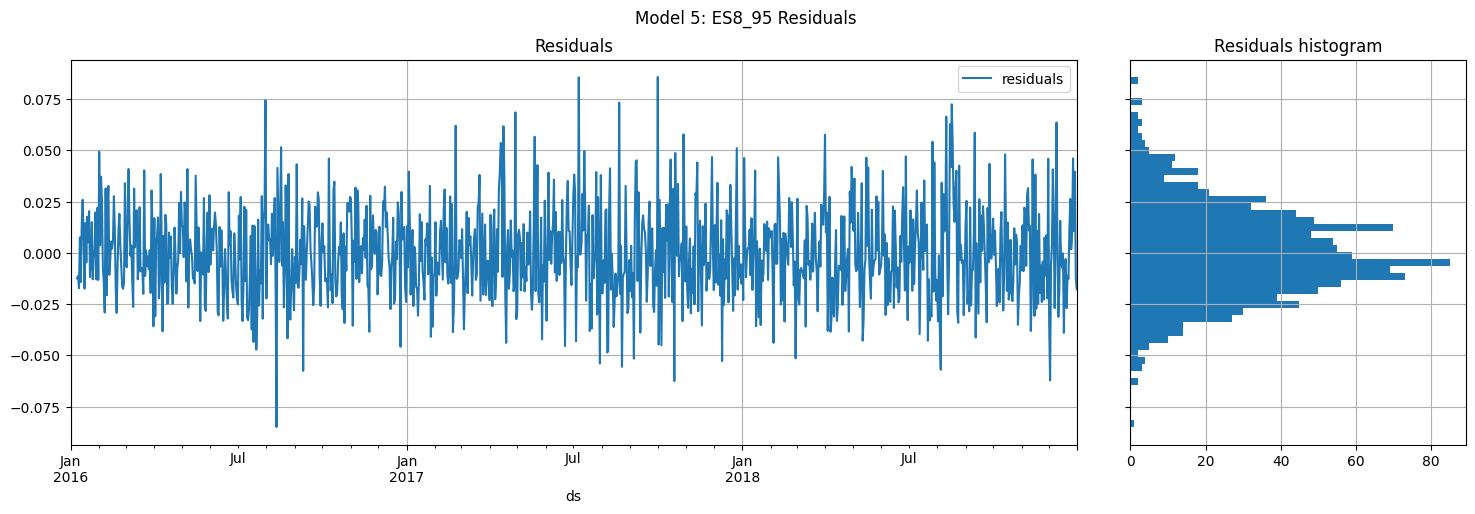 Model 5: ES8_95 Residuals
Residuals
Residuals histogram
residuals
0.075
0.050
0.025
0.000
−0.025
−0.050
−0.075
Jan
2016
Jul
Jan
2017
Jul
Jan
2018
Jul
ds
0 20 40 60 80